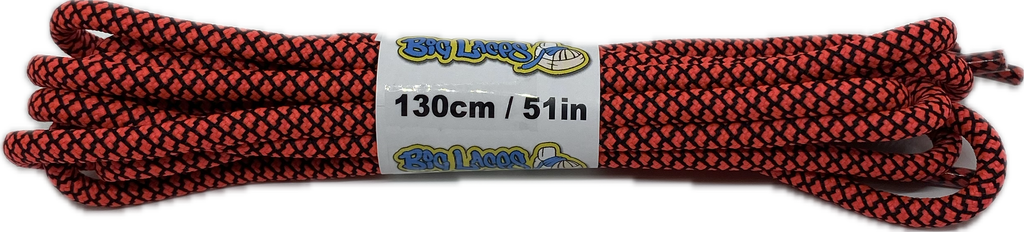 Big Laces
130cm / 51in
Big Laces